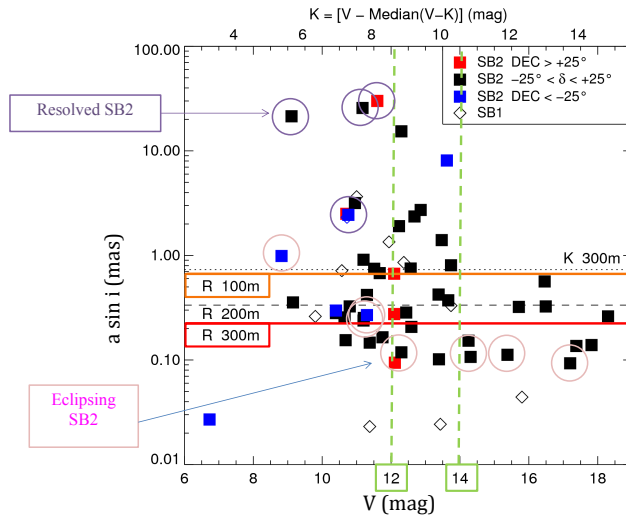 K = [V − Median(V−K)] (mag)
4 6 8 10 12 14
100.00
10.00
1.00
0.10
0.01
a sin i (mas)
SB2 DEC > +25°
SB2 −25° < δ < +25°
SB2 DEC < −25°
SB1
Resolved SB2
K 300m
R 100m
R 200m
R 300m
Eclipsing
SB2
6 8 10 12 14 16 18
V (mag)